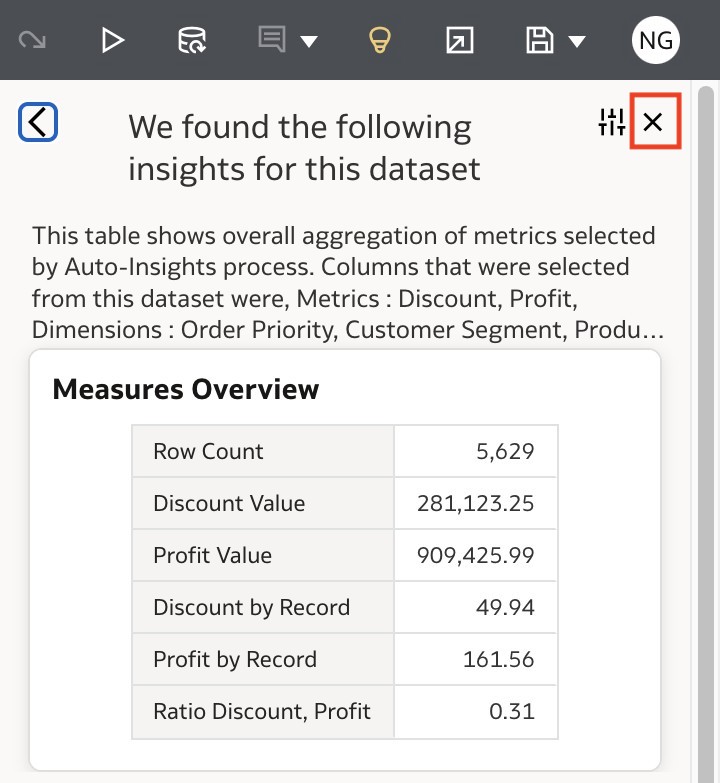 NG
We found the following
insights for this dataset
This table shows overall aggregation of metrics selected
by Auto-Insights process. Columns that were selected
from this dataset were, Metrics : Discount, Profit,
Dimensions : Order Priority, Customer Segment, Produ...
Measures Overview
Row Count 5,629
Discount Value 281,123.25
Profit Value 909,425.99
Discount by Record 49.94
Profit by Record 161.56
Ratio Discount, Profit 0.31